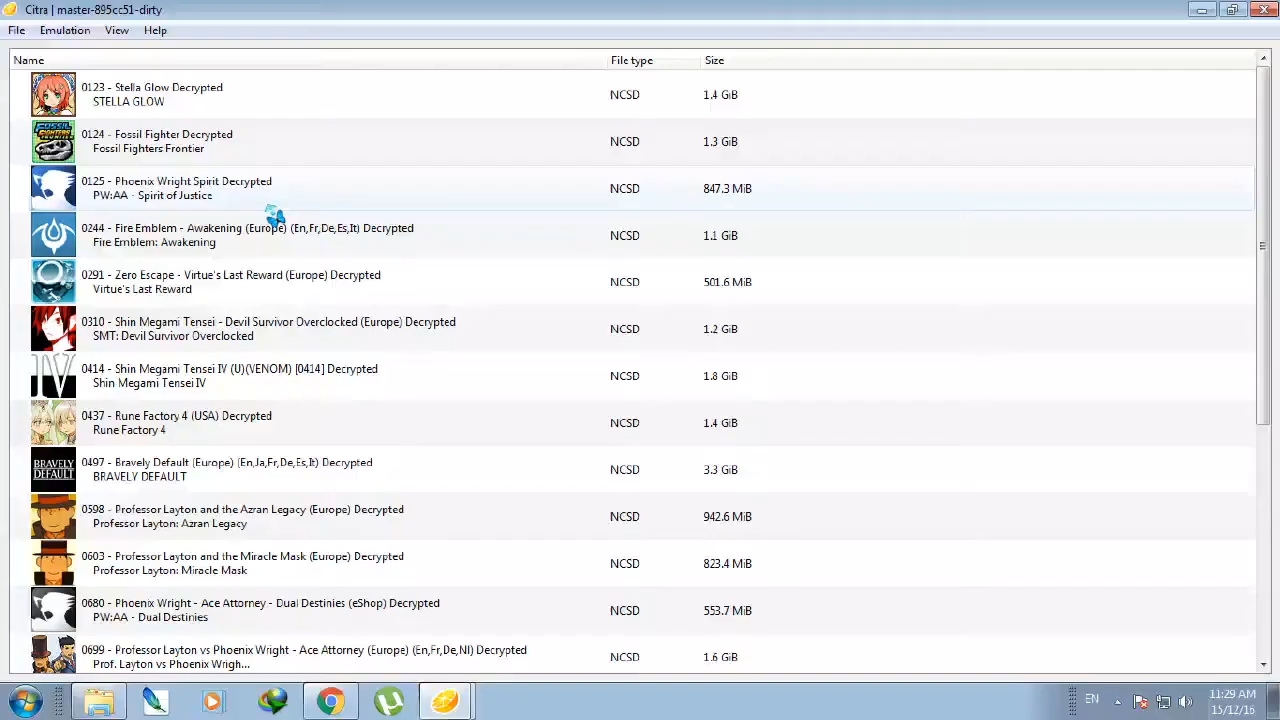 Citra | master-895cc51-dirty
File Emulation View Help
Name File type Size
0123 - Stella Glow Decrypted
STELLA GLOW
NCSD 1.4 GiB
FOSSIL FIGHTERS FRONTIER
0124 - Fossil Fighter Decrypted
Fossil Fighters Frontier
NCSD 1.3 GiB
0125 - Phoenix Wright Spirit Decrypted
PW:AA - Spirit of Justice
NCSD 847.3 MiB
0244 - Fire Emblem - Awakening (Europe) (En,Fr,De,Es,It) Decrypted
Fire Emblem: Awakening
NCSD 1.1 GiB
0291 - Zero Escape - Virtue's Last Reward (Europe) Decrypted
Virtue's Last Reward
NCSD 501.6 MiB
0310 - Shin Megami Tensei - Devil Survivor Overclocked (Europe) Decrypted
SMT: Devil Survivor Overclocked
NCSD 1.2 GiB
IV
0414 - Shin Megami Tensei IV (U)(VENOM) [0414] Decrypted
Shin Megami Tensei IV
NCSD 1.8 GiB
0437 - Rune Factory 4 (USA) Decrypted
Rune Factory 4
NCSD 1.4 GiB
BRAVELY DEFAULT
0497 - Bravely Default (Europe) (En,Ja,Fr,De,Es,It) Decrypted
BRAVELY DEFAULT
NCSD 3.3 GiB
0598 - Professor Layton and the Azran Legacy (Europe) Decrypted
Professor Layton: Azran Legacy
NCSD 942.6 MiB
0603 - Professor Layton and the Miracle Mask (Europe) Decrypted
Professor Layton: Miracle Mask
NCSD 823.4 MiB
0680 - Phoenix Wright - Ace Attorney - Dual Destinies (eShop) Decrypted
PW:AA - Dual Destinies
NCSD 553.7 MiB
0699 - Professor Layton vs Phoenix Wright - Ace Attorney (Europe) (En,Fr,De,Nl) Decrypted
Prof. Layton vs Phoenix Wrigh...
NCSD 1.6 GiB
EN
11:29 AM
15/12/16